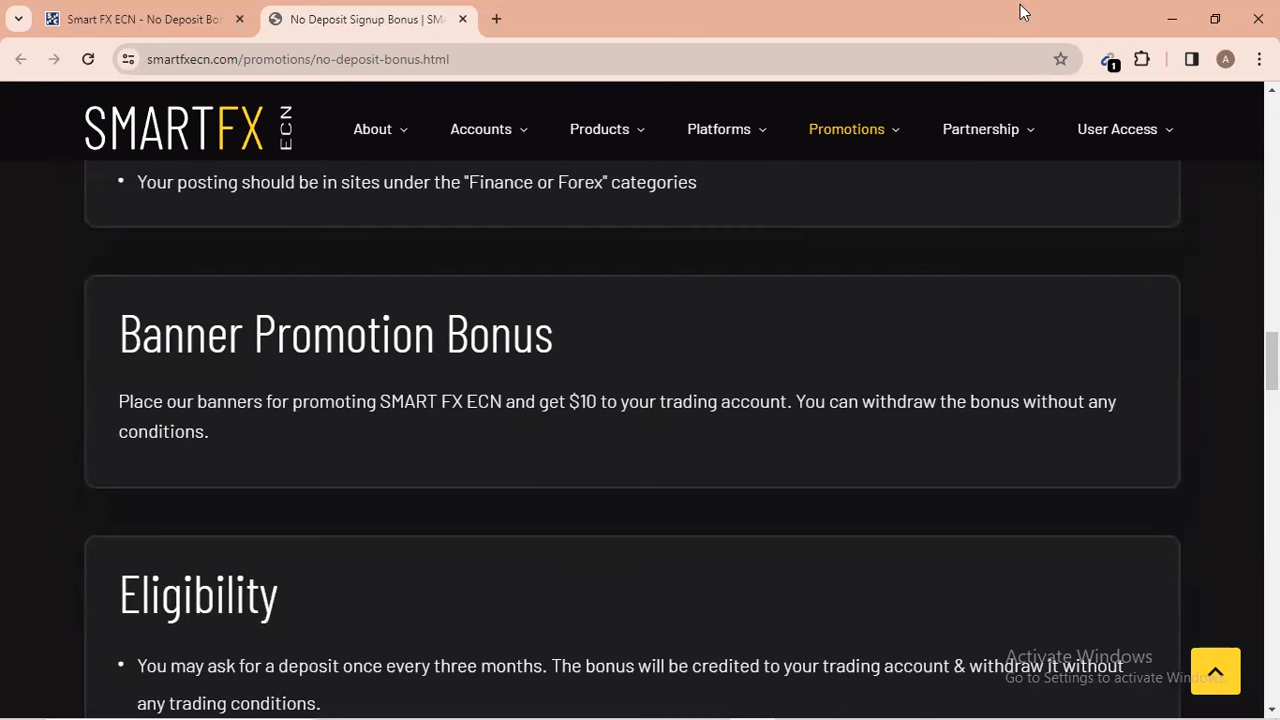 Smart FX ECN - No Deposit Bo
No Deposit Signup Bonus | SM
smartfxecn.com/promotions/no-deposit-bonus.html
1
A
SMARTFX ECN
About
Accounts
Products
Platforms
Promotions
Partnership
User Access
• Your posting should be in sites under the "Finance or Forex" categories
Banner Promotion Bonus
Place our banners for promoting SMART FX ECN and get $10 to your trading account. You can withdraw the bonus without any
conditions.
Eligibility
• You may ask for a deposit once every three months. The bonus will be credited to your trading account & withdraw it without
any trading conditions.
Activate Windows
Go to Settings to activate Windows.